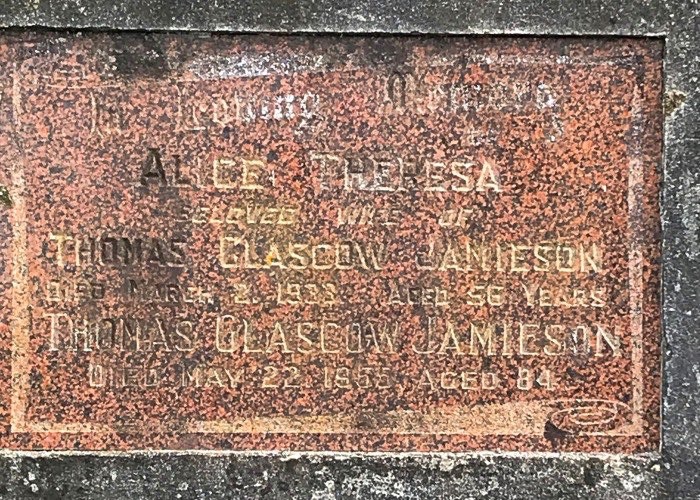 In Loving Memory
ALICE THERESA
BELOVED WIFE OF
THOMAS GLASGOW JAMIESON
DIED MARCH 2, 1933 AGED 56 YEARS
THOMAS GLASGOW JAMIESON
DIED MAY 22 1955 AGED 84